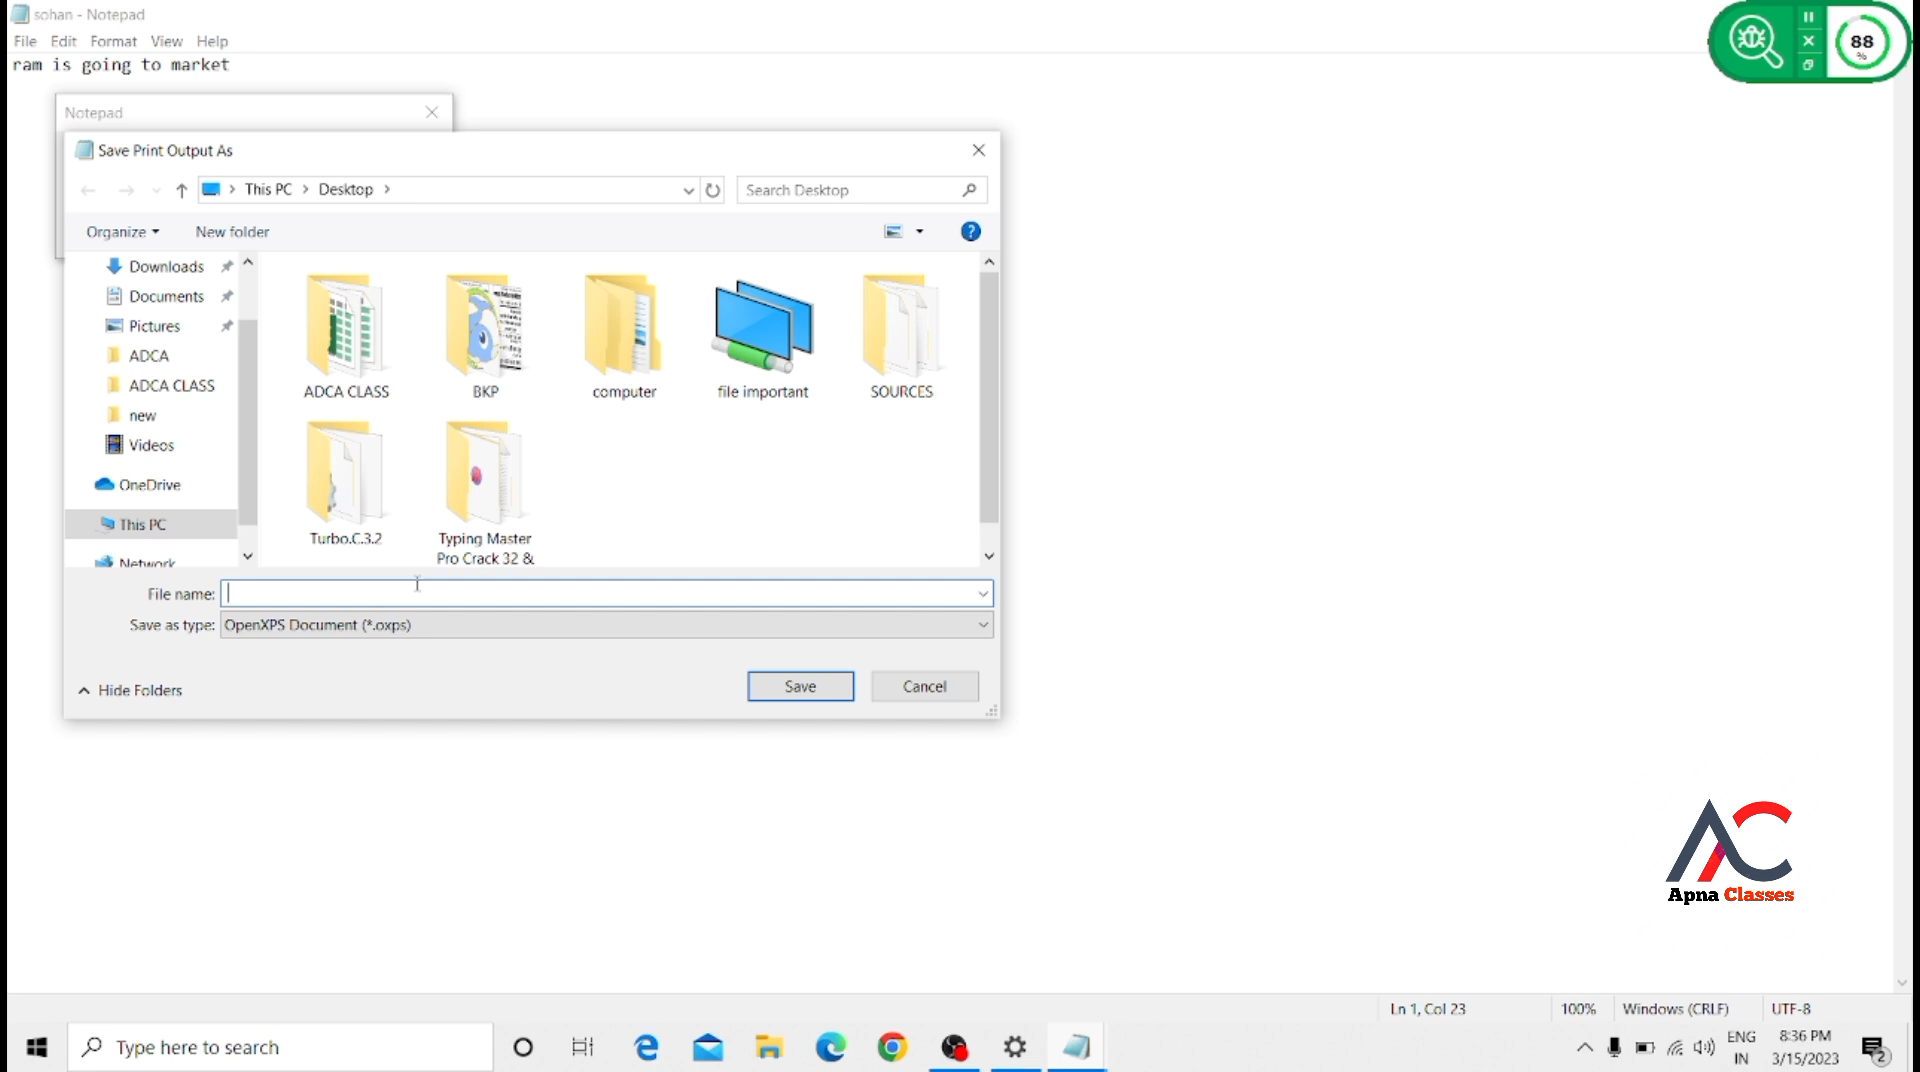 sohan - Notepad
File Edit Format View Help
ram is going to market
88
%
Notepad
Save Print Output As
This PC > Desktop >
Search Desktop
Organize
New folder
Downloads
Documents
Pictures
ADCA
ADCA CLASS
new
Videos
OneDrive
This PC
Network
ADCA CLASS
BKP
computer
file important
SOURCES
Turbo.C.3.2
Typing Master
Pro Crack 32 &
File name:
Save as type: OpenXPS Document (*.oxps)
Hide Folders
Save
Cancel
Apna Classes
Ln 1, Col 23
100%
Windows (CRLF)
UTF-8
Type here to search
ENG
IN
8:36 PM
3/15/2023
2